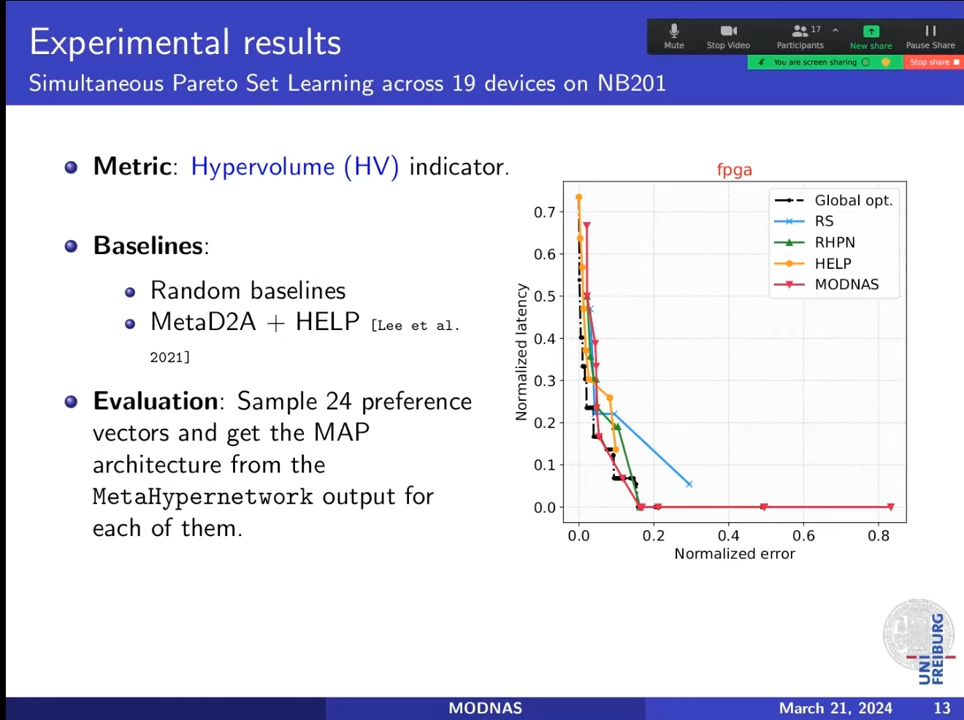 Experimental results
Simultaneous Pareto Set Learning across 19 devices on NB201
Mute
Stop Video
Participants
17
New share
Pause Share
You are screen sharing
Stop share
Metric: Hypervolume (HV) indicator.
Baselines:
Random baselines
MetaD2A + HELP [Lee et al.
2021]
Evaluation: Sample 24 preference
vectors and get the MAP
architecture from the
MetaHypernetwork output for
each of them.
fpga
Global opt.
RS
RHPN
HELP
MODNAS
Normalized latency
0.7
0.6
0.5
0.4
0.3
0.2
0.1
0.0
0.0 0.2 0.4 0.6 0.8
Normalized error
UNI
FREIBURG
MODNAS
March 21, 2024
13